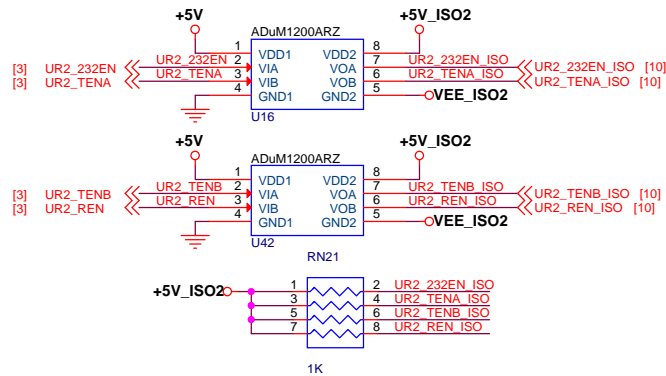 +5V +5V_ISO2
ADuM1200ARZ
1 VDD1 VDD2 8
[3] UR2_232EN UR2_232EN 2 VIA VOA 7 UR2_232EN_ISO UR2_232EN_ISO [10]
[3] UR2_TENA UR2_TENA 3 VIB VOB 6 UR2_TENA_ISO UR2_TENA_ISO [10]
4 GND1 GND2 5 VEE_ISO2
U16
+5V +5V_ISO2
ADuM1200ARZ
1 VDD1 VDD2 8
[3] UR2_TENB UR2_TENB 2 VIA VOA 7 UR2_TENB_ISO UR2_TENB_ISO [10]
[3] UR2_REN UR2_REN 3 VIB VOB 6 UR2_REN_ISO UR2_REN_ISO [10]
4 GND1 GND2 5 VEE_ISO2
U42
RN21
+5V_ISO2 1 2 UR2_232EN_ISO
3 4 UR2_TENA_ISO
5 6 UR2_TENB_ISO
7 8 UR2_REN_ISO
1K